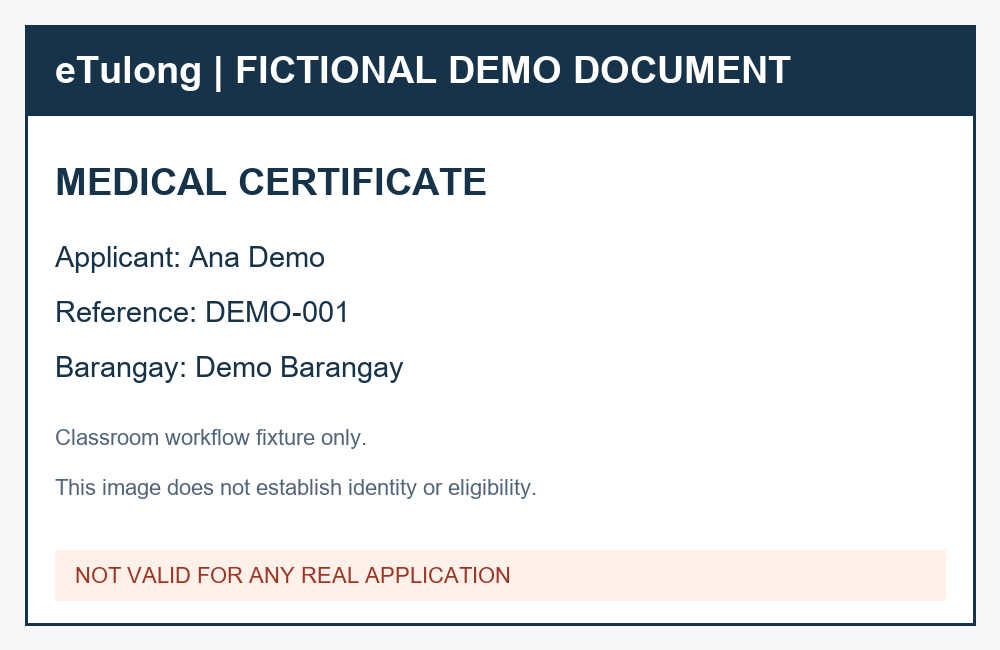 eTulong | FICTIONAL DEMO DOCUMENT
MEDICAL CERTIFICATE
Applicant: Ana Demo
Reference: DEMO-001
Barangay: Demo Barangay
Classroom workflow fixture only.
This image does not establish identity or eligibility.
NOT VALID FOR ANY REAL APPLICATION